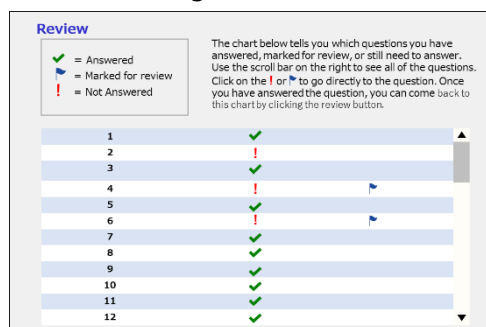 Review
= Answered
= Marked for review
! = Not Answered
The chart below tells you which questions you have
answered, marked for review, or still need to answer.
Use the scroll bar on the right to see all of the questions.
Click on the ! or to go directly to the question. Once
you have answered the question, you can come back to
this chart by clicking the review button.
1
2 !
3
4 !
5
6 !
7
8
9
10
11
12